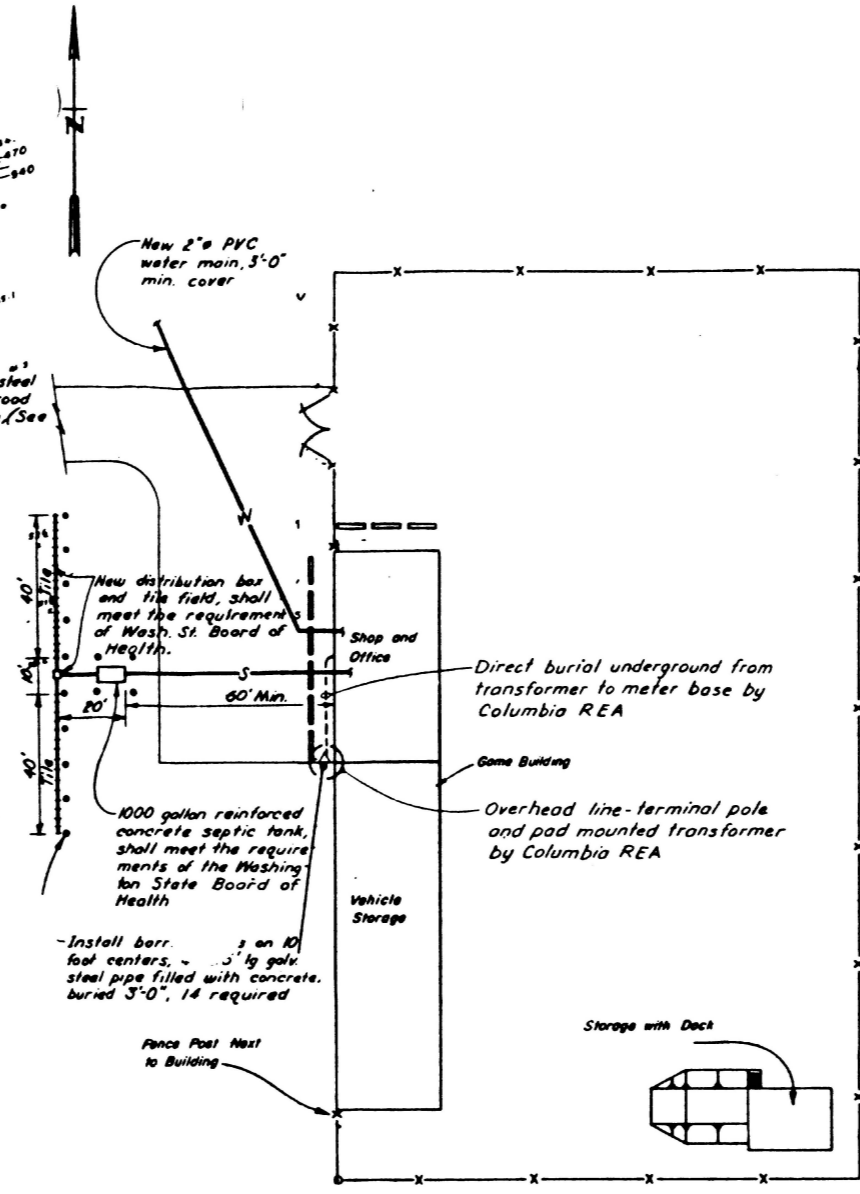 N
470
940
New 2"ø PVC
water main, 3'-0"
min. cover
steel
(See
W
40'
Tile
New distribution box
and tile field, shall
meet the requirements
of Wash. St. Board of
Health.
Shop and
Office
10'
S
20'
60' Min.
Direct burial underground from
transformer to meter base by
Columbia REA
40'
Tile
Game Building
1000 gallon reinforced
concrete septic tank,
shall meet the require
ments of the Washing
ton State Board of
Health
Overhead line-terminal pole
and pad mounted transformer
by Columbia REA
Vehicle
Storage
Install on 10
foot centers, lg galv.
steel pipe filled with concrete.
buried 3'-0", 14 required
Fence Post Next
to Building
Storage with Dock